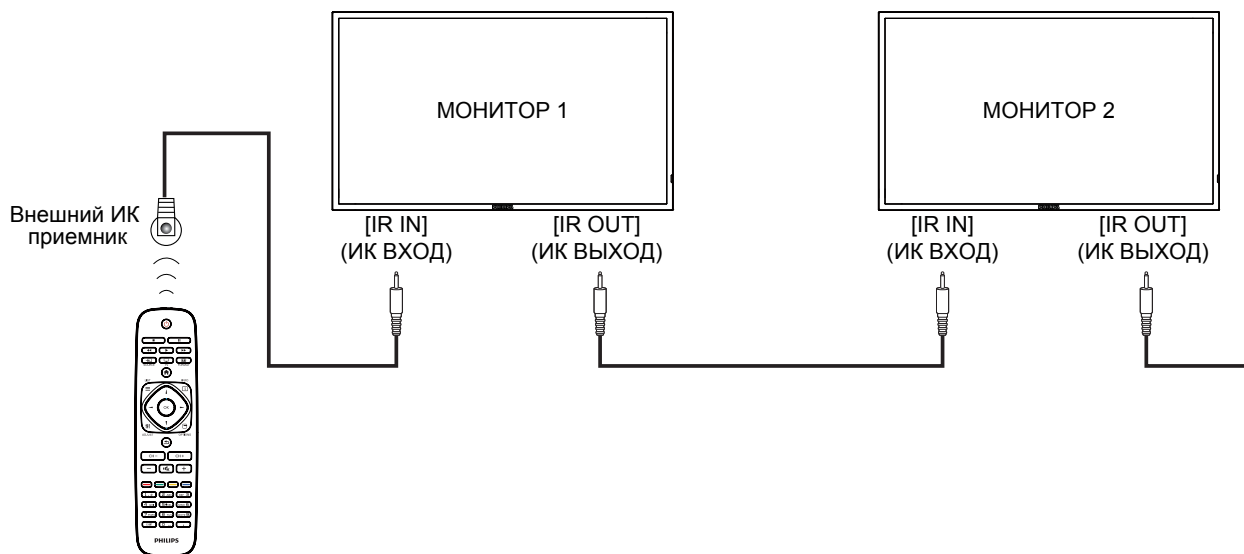 МОНИТОР 1
МОНИТОР 2
Внешний ИК
приемник
[IR IN]
(ИК ВХОД)
[IR OUT]
(ИК ВЫХОД)
[IR IN]
(ИК ВХОД)
[IR OUT]
(ИК ВЫХОД)
OK
PHILIPS